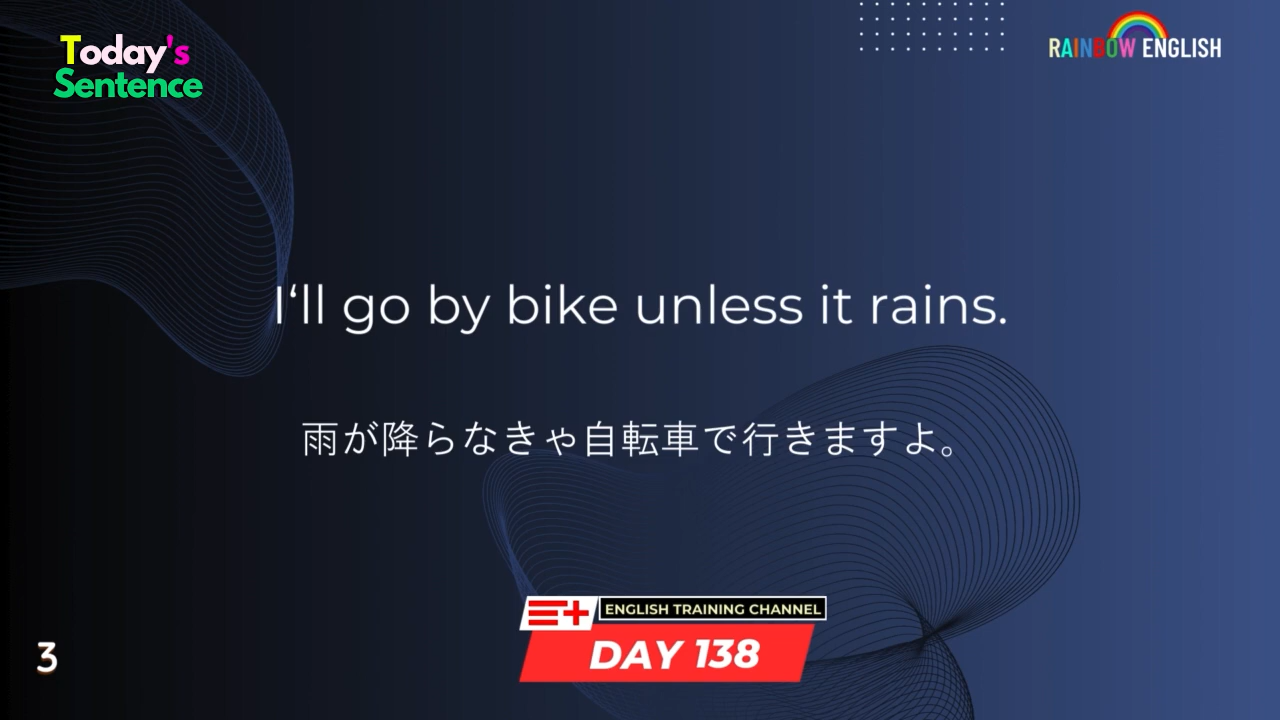 Today's
Sentence
RAINBOW ENGLISH
I‘ll go by bike unless it rains.
雨が降らなきゃ自転車で行きますよ。
ENGLISH TRAINING CHANNEL
DAY 138
3